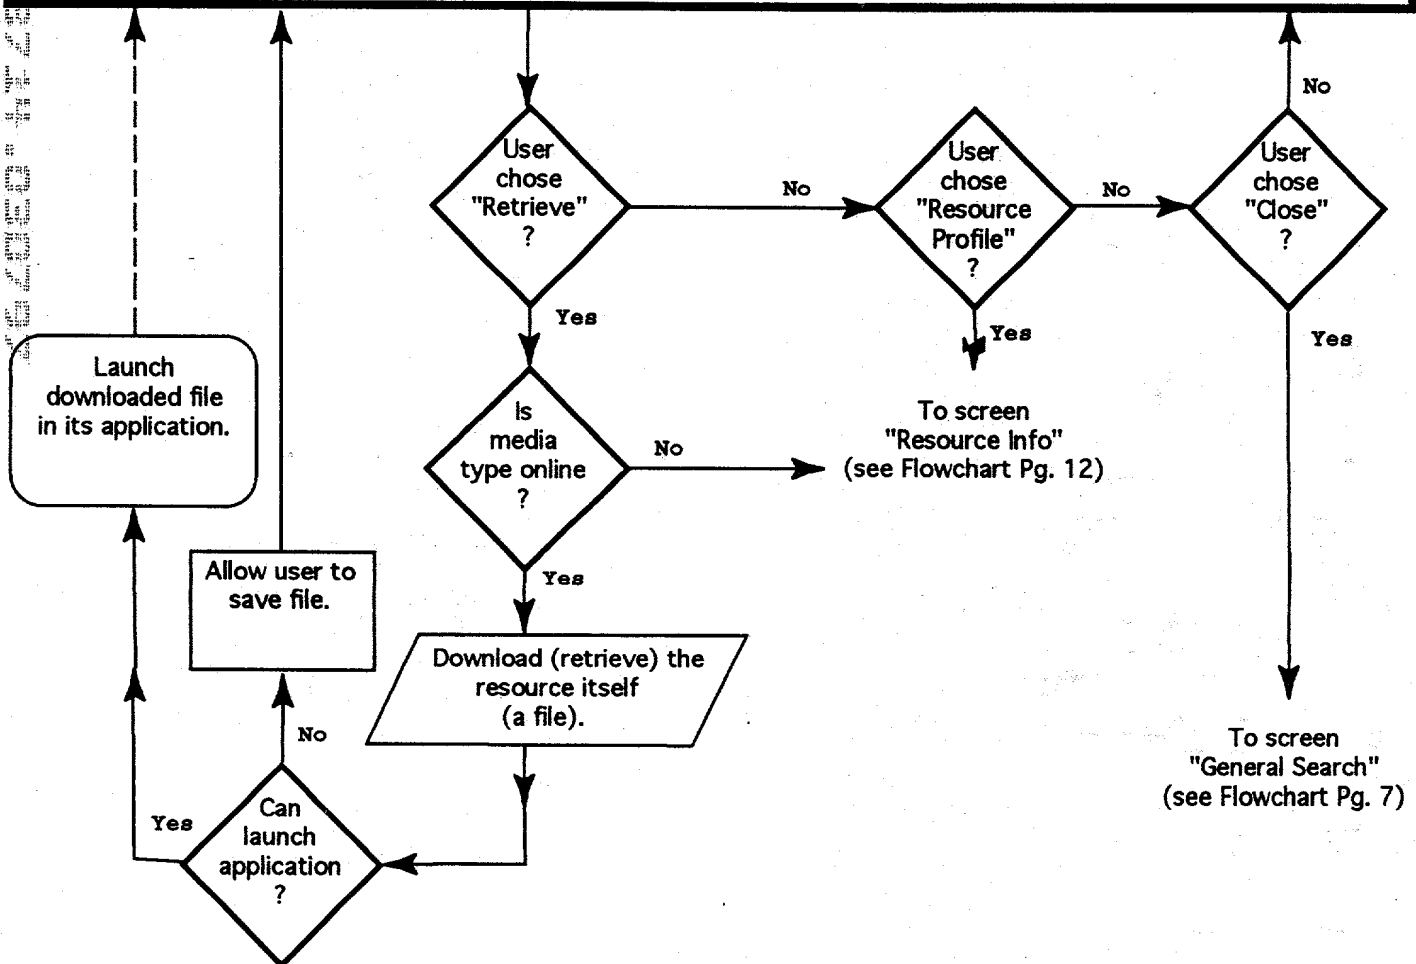 No
User
chose
"Retrieve"
?
No
User
chose
"Resource
Profile"
?
No
User
chose
"Close"
?
Yes
Yes
Yes
Launch
downloaded file
in its application.
Is
media
type online
?
No
To screen
"Resource Info"
(see Flowchart Pg. 12)
Yes
Allow user to
save file.
Download (retrieve) the
resource itself
(a file).
No
To screen
"General Search"
(see Flowchart Pg. 7)
Yes
Can
launch
application
?